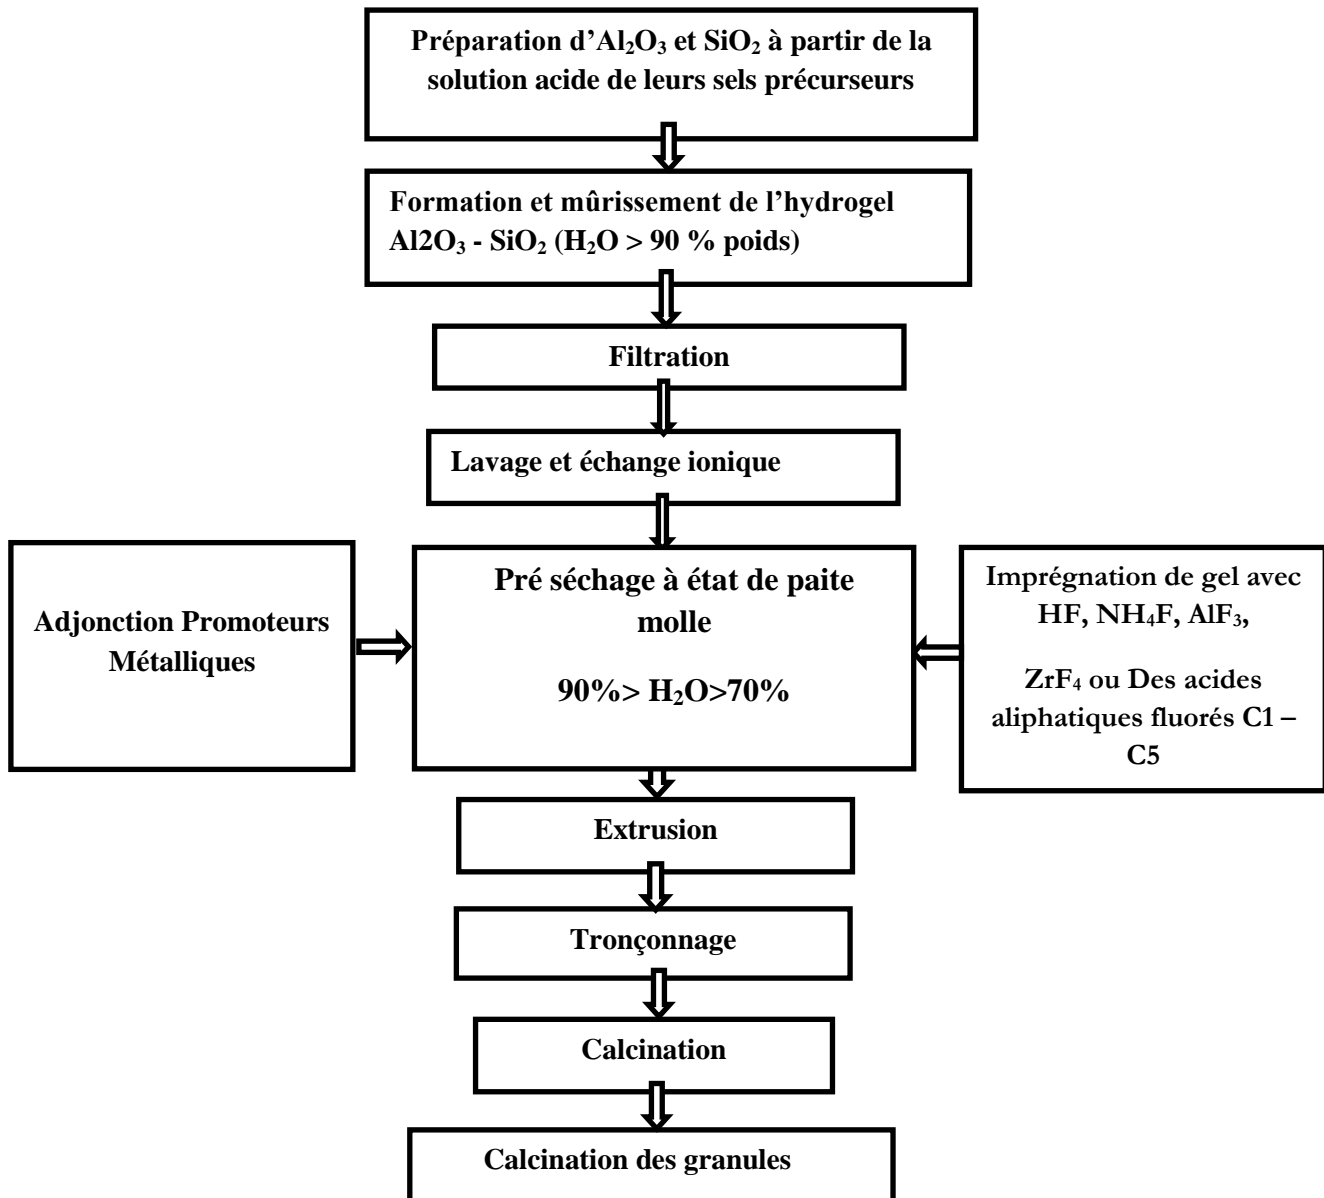 Préparation d’Al₂O₃ et SiO₂ à partir de la
solution acide de leurs sels précurseurs
Formation et mûrissement de l’hydrogel
Al2O₃ - SiO₂ (H₂O > 90 % poids)
Filtration
Lavage et échange ionique
Adjonction Promoteurs
Métalliques
Pré séchage à état de paite
molle
90%> H₂O>70%
Imprégnation de gel avec
HF, NH₄F, AlF₃,
ZrF₄ ou Des acides
aliphatiques fluorés C1 –
C5
Extrusion
Tronçonnage
Calcination
Calcination des granules